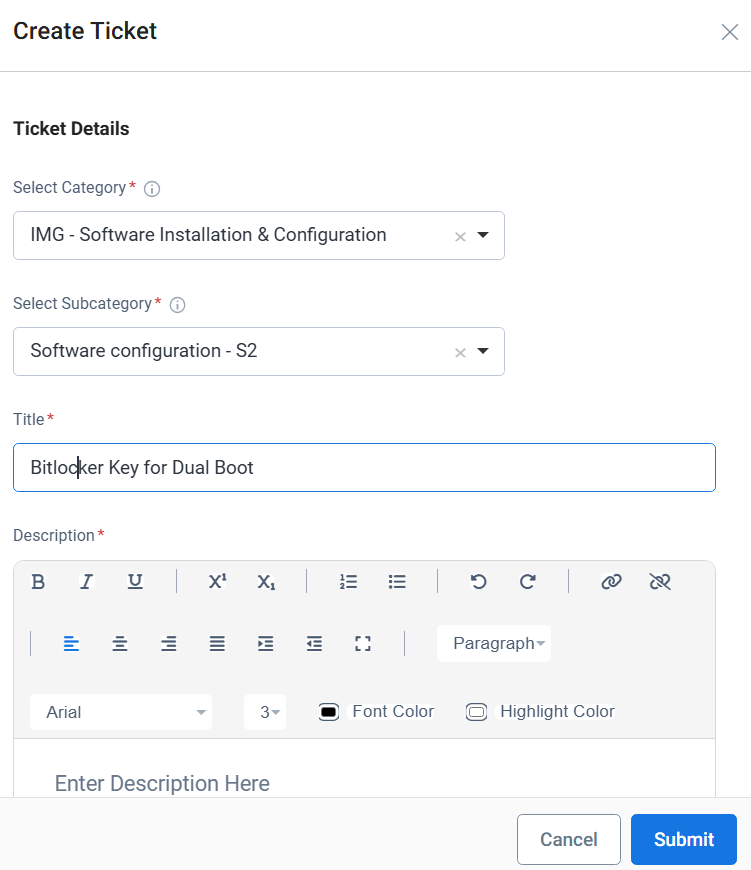 Create Ticket
Ticket Details
Select Category*
IMG - Software Installation & Configuration
Select Subcategory*
Software configuration - S2
Title*
Bitlocker Key for Dual Boot
Description*
B I U X¹ X₁
Paragraph
Arial 3 Font Color Highlight Color
Enter Description Here
Cancel Submit